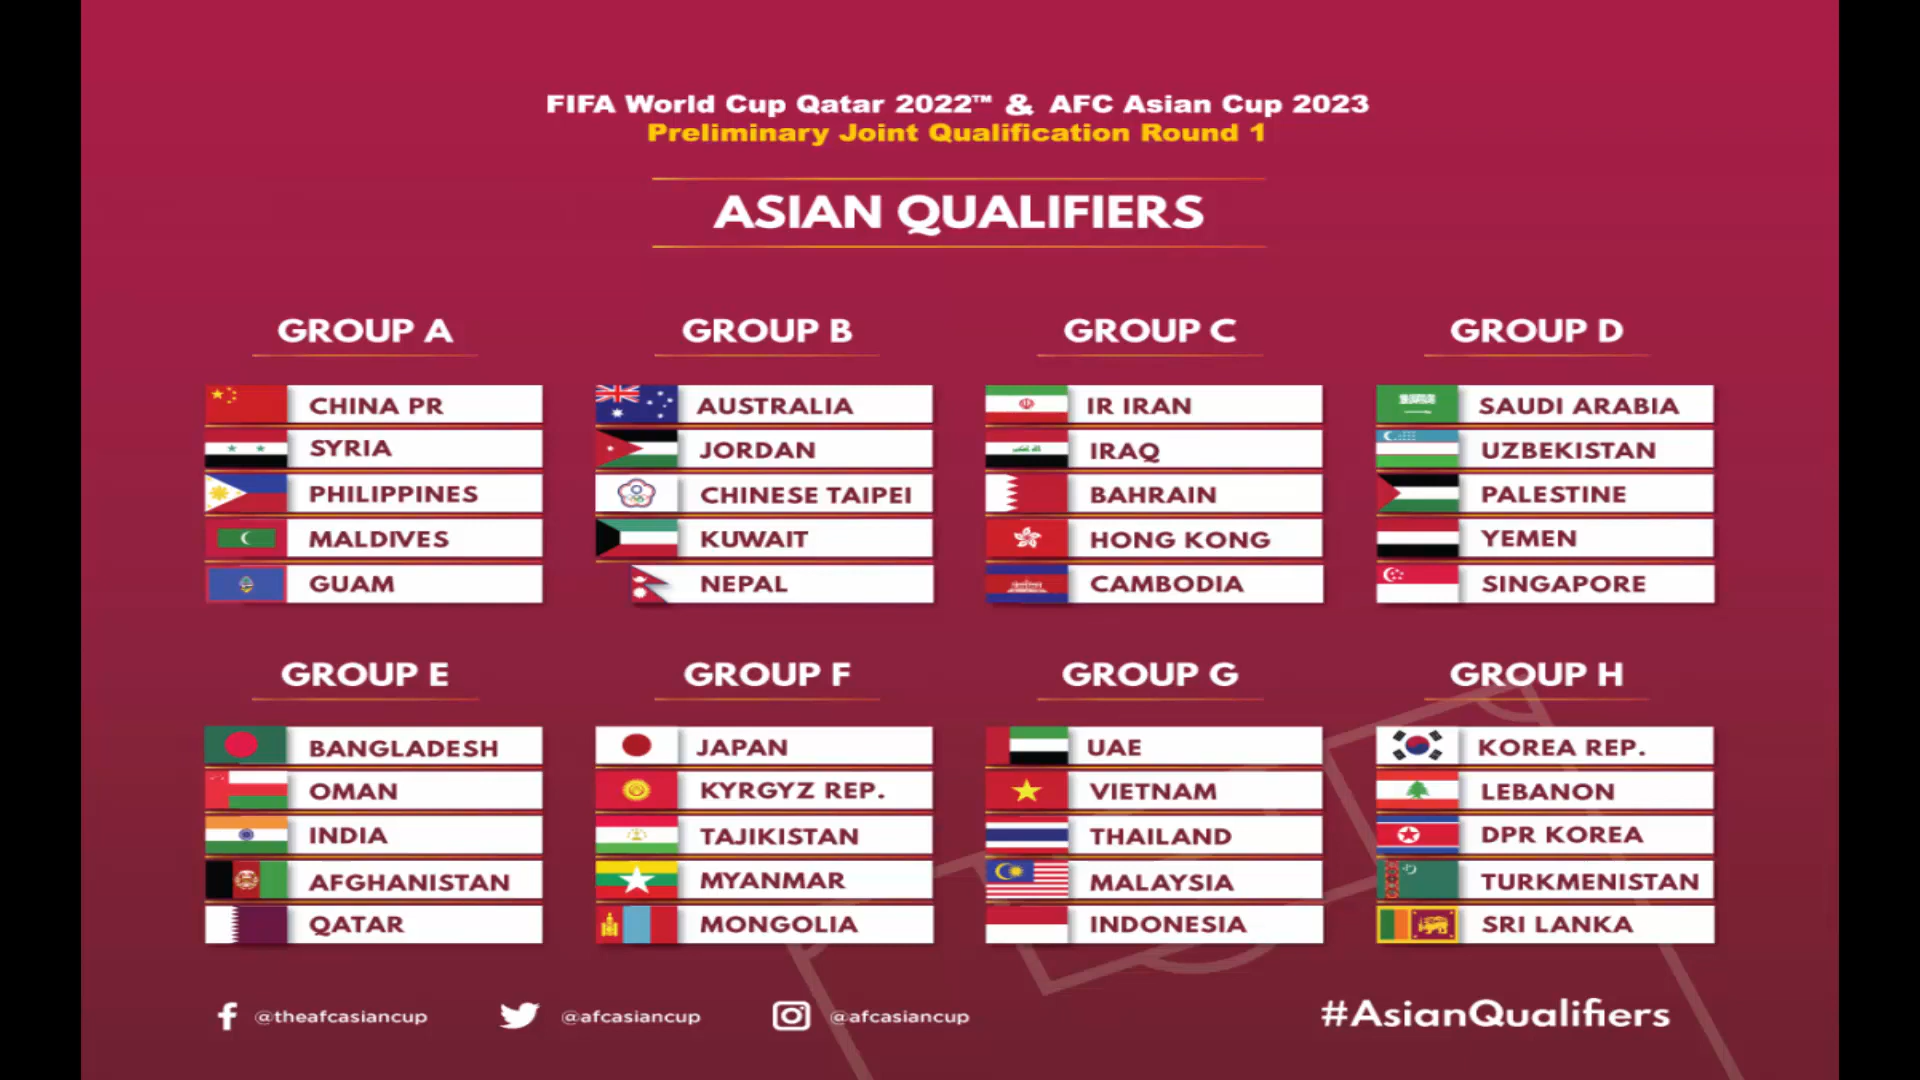 FIFA World Cup Qatar 2022™ & AFC Asian Cup 2023
Preliminary Joint Qualification Round 1
ASIAN QUALIFIERS
GROUP A
CHINA PR
SYRIA
PHILIPPINES
MALDIVES
GUAM
GROUP B
AUSTRALIA
JORDAN
CHINESE TAIPEI
KUWAIT
NEPAL
GROUP C
IR IRAN
IRAQ
BAHRAIN
HONG KONG
CAMBODIA
GROUP D
SAUDI ARABIA
UZBEKISTAN
PALESTINE
YEMEN
SINGAPORE
GROUP E
BANGLADESH
OMAN
INDIA
AFGHANISTAN
QATAR
GROUP F
JAPAN
KYRGYZ REP.
TAJIKISTAN
MYANMAR
MONGOLIA
GROUP G
UAE
VIETNAM
THAILAND
MALAYSIA
INDONESIA
GROUP H
KOREA REP.
LEBANON
DPR KOREA
TURKMENISTAN
SRI LANKA
@theafcasiancup
@afcasiancup
@afcasiancup
#AsianQualifiers